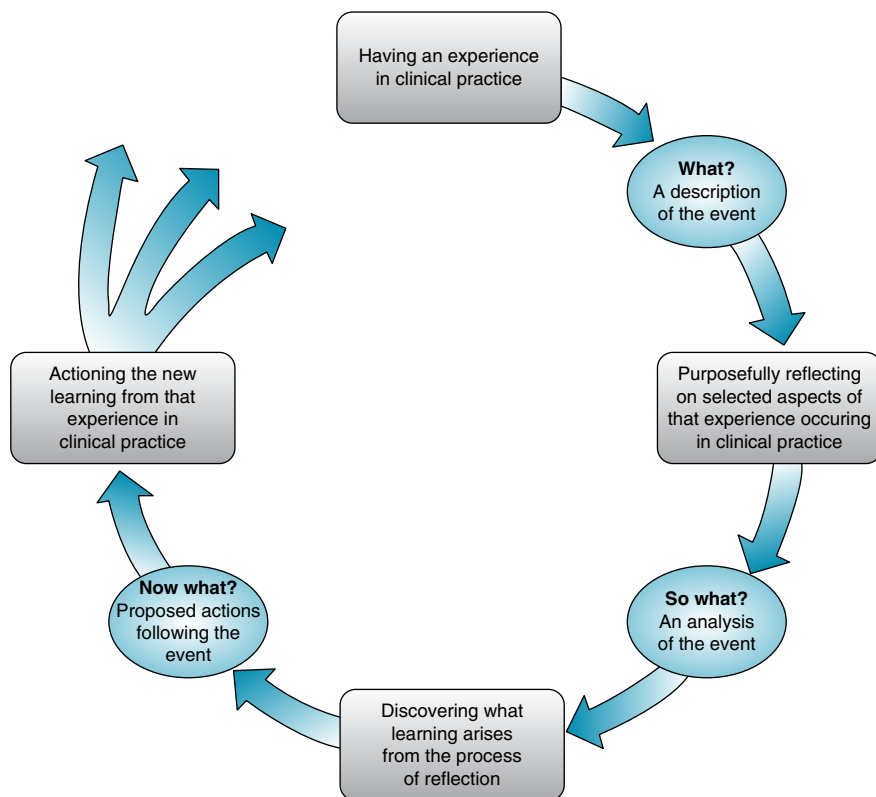 Having an experience
in clinical practice
What?
A description
of the event
Purposefully reflecting
on selected aspects of
that experience occuring
in clinical practice
So what?
An analysis
of the event
Discovering what
learning arises
from the process
of reflection
Now what?
Proposed actions
following the
event
Actioning the new
learning from that
experience in
clinical practice